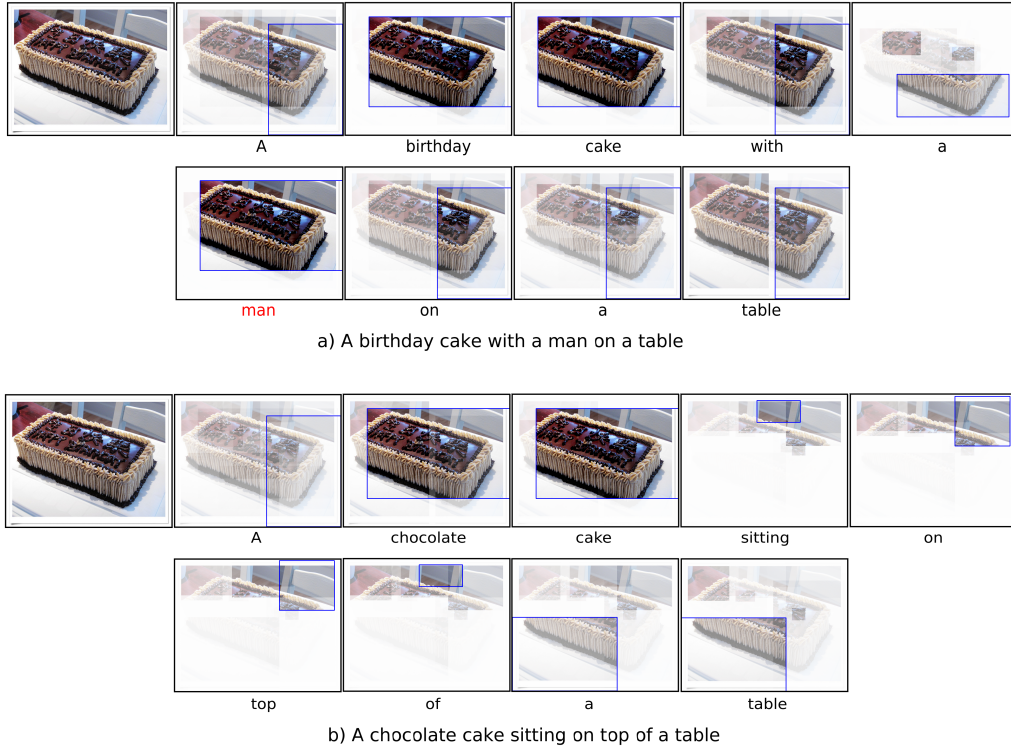 A birthday cake with a
man on a table
a) A birthday cake with a man on a table
A chocolate cake sitting on
top of a table
b) A chocolate cake sitting on top of a table